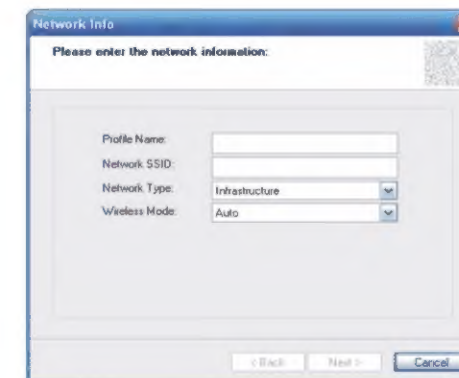 Network Info
Please enter the network information:
Profile Name:
Network SSID:
Network Type: Infrastructure
Wireless Mode: Auto
< Back Next > Cancel